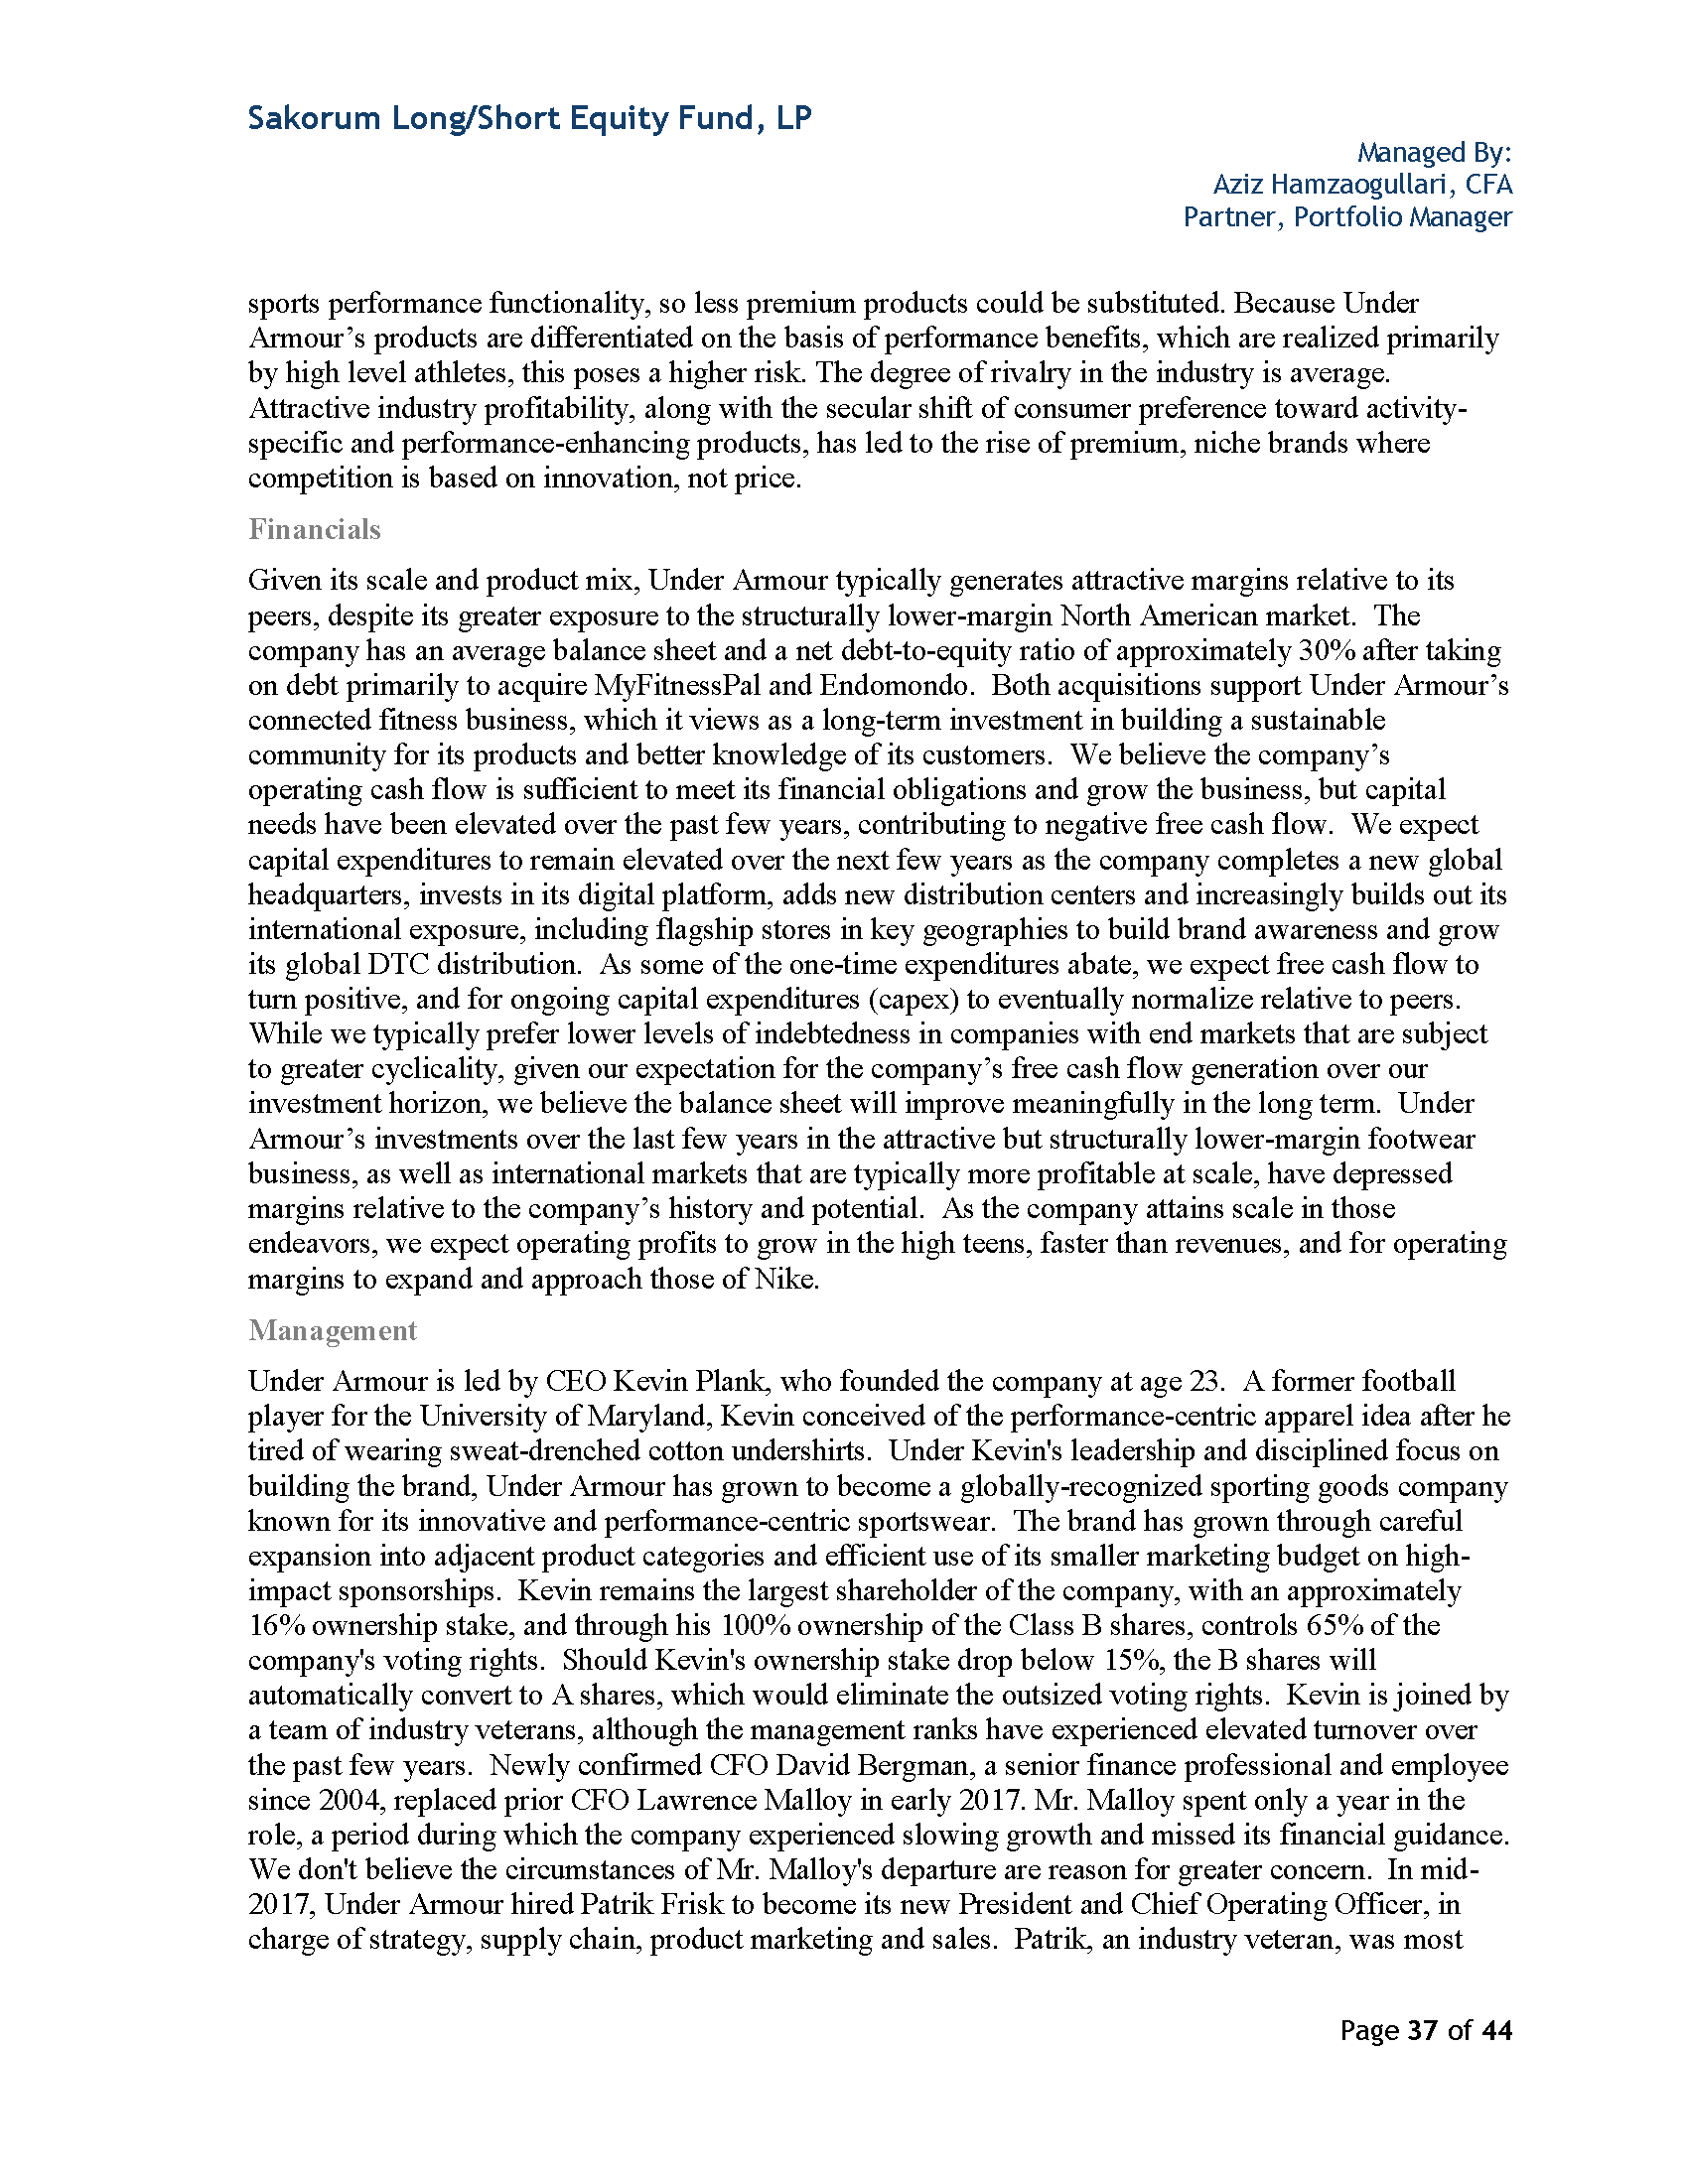 Sakorum Long/Short Equity Fund, LP
Managed By:
Aziz Hamzaogullari, CFA
Partner, Portfolio Manager
sports performance functionality, so less premium products could be substituted. Because Under
Armour’s products are differentiated on the basis of performance benefits, which are realized primarily
by high level athletes, this poses a higher risk. The degree of rivalry in the industry is average.
Attractive industry profitability, along with the secular shift of consumer preference toward activity-
specific and performance-enhancing products, has led to the rise of premium, niche brands where
competition is based on innovation, not price.
Financials
Given its scale and product mix, Under Armour typically generates attractive margins relative to its
peers, despite its greater exposure to the structurally lower-margin North American market.  The
company has an average balance sheet and a net debt-to-equity ratio of approximately 30% after taking
on debt primarily to acquire MyFitnessPal and Endomondo.  Both acquisitions support Under Armour’s
connected fitness business, which it views as a long-term investment in building a sustainable
community for its products and better knowledge of its customers.  We believe the company’s
operating cash flow is sufficient to meet its financial obligations and grow the business, but capital
needs have been elevated over the past few years, contributing to negative free cash flow.  We expect
capital expenditures to remain elevated over the next few years as the company completes a new global
headquarters, invests in its digital platform, adds new distribution centers and increasingly builds out its
international exposure, including flagship stores in key geographies to build brand awareness and grow
its global DTC distribution.  As some of the one-time expenditures abate, we expect free cash flow to
turn positive, and for ongoing capital expenditures (capex) to eventually normalize relative to peers.
While we typically prefer lower levels of indebtedness in companies with end markets that are subject
to greater cyclicality, given our expectation for the company’s free cash flow generation over our
investment horizon, we believe the balance sheet will improve meaningfully in the long term.  Under
Armour’s investments over the last few years in the attractive but structurally lower-margin footwear
business, as well as international markets that are typically more profitable at scale, have depressed
margins relative to the company’s history and potential.  As the company attains scale in those
endeavors, we expect operating profits to grow in the high teens, faster than revenues, and for operating
margins to expand and approach those of Nike.
Management
Under Armour is led by CEO Kevin Plank, who founded the company at age 23.  A former football
player for the University of Maryland, Kevin conceived of the performance-centric apparel idea after he
tired of wearing sweat-drenched cotton undershirts.  Under Kevin's leadership and disciplined focus on
building the brand, Under Armour has grown to become a globally-recognized sporting goods company
known for its innovative and performance-centric sportswear.  The brand has grown through careful
expansion into adjacent product categories and efficient use of its smaller marketing budget on high-
impact sponsorships.  Kevin remains the largest shareholder of the company, with an approximately
16% ownership stake, and through his 100% ownership of the Class B shares, controls 65% of the
company's voting rights.  Should Kevin's ownership stake drop below 15%, the B shares will
automatically convert to A shares, which would eliminate the outsized voting rights.  Kevin is joined by
a team of industry veterans, although the management ranks have experienced elevated turnover over
the past few years.  Newly confirmed CFO David Bergman, a senior finance professional and employee
since 2004, replaced prior CFO Lawrence Malloy in early 2017. Mr. Malloy spent only a year in the
role, a period during which the company experienced slowing growth and missed its financial guidance.
We don't believe the circumstances of Mr. Malloy's departure are reason for greater concern.  In mid-
2017, Under Armour hired Patrik Frisk to become its new President and Chief Operating Officer, in
charge of strategy, supply chain, product marketing and sales.  Patrik, an industry veteran, was most
Page 37 of 44